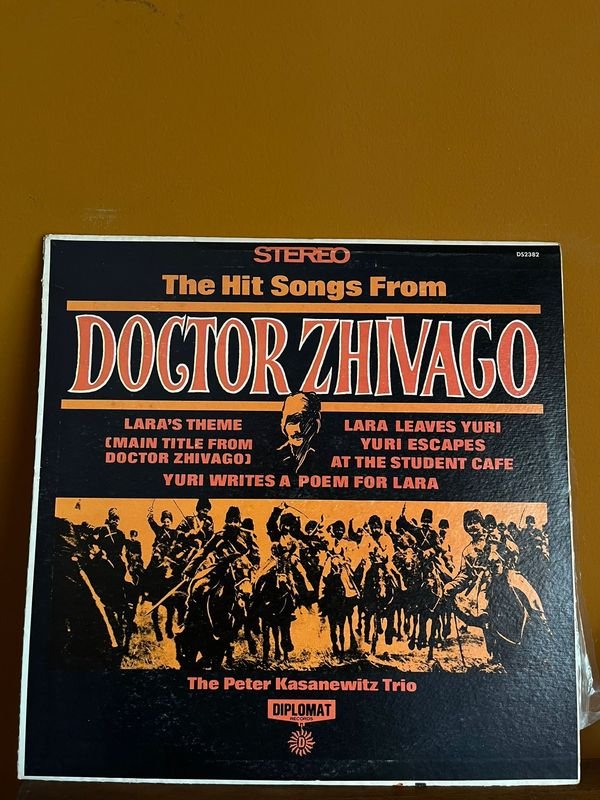 STEREO
DS2382
The Hit Songs From
DOCTOR ZHIVAGO
LARA'S THEME
(MAIN TITLE FROM
DOCTOR ZHIVAGO)
LARA LEAVES YURI
YURI ESCAPES
AT THE STUDENT CAFE
YURI WRITES A POEM FOR LARA
The Peter Kasanewitz Trio
DIPLOMAT
RECORDS
D